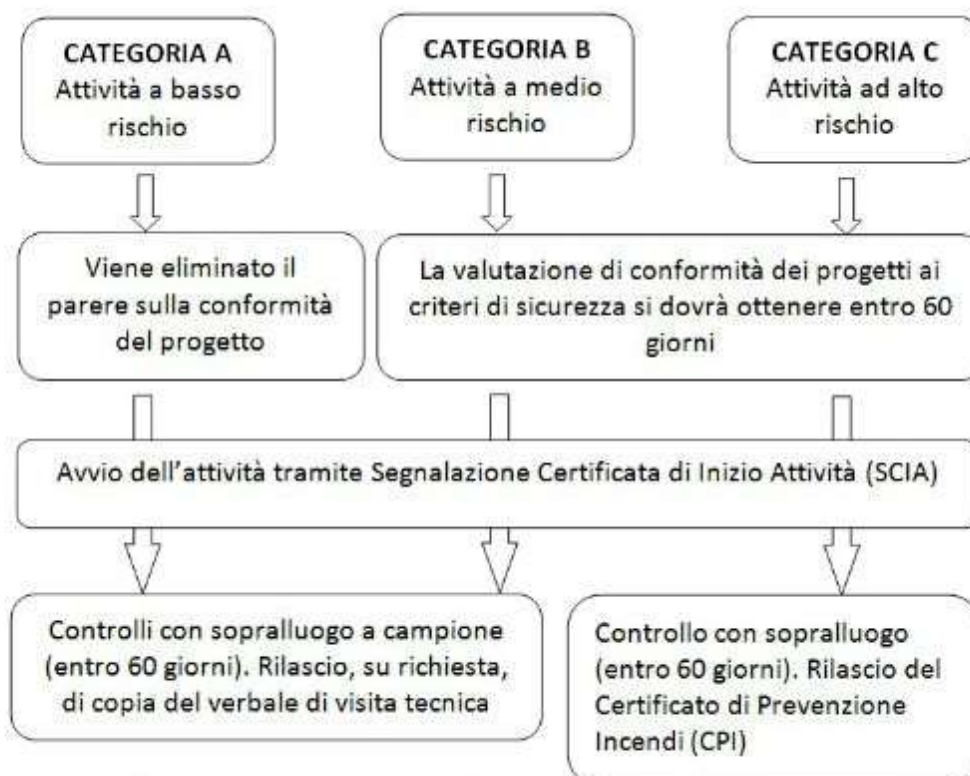 CATEGORIA A
Attività a basso
rischio
CATEGORIA B
Attività a medio
rischio
CATEGORIA C
Attività ad alto
rischio
Viene eliminato il
parere sulla conformità
del progetto
La valutazione di conformità dei progetti ai
criteri di sicurezza si dovrà ottenere entro 60
giorni
Avvio dell'attività tramite Segnalazione Certificata di Inizio Attività (SCIA)
Controlli con sopralluogo a campione
(entro 60 giorni). Rilascio, su richiesta,
di copia del verbale di visita tecnica
Controllo con sopralluogo
(entro 60 giorni). Rilascio del
Certificato di Prevenzione
Incendi (CPI)